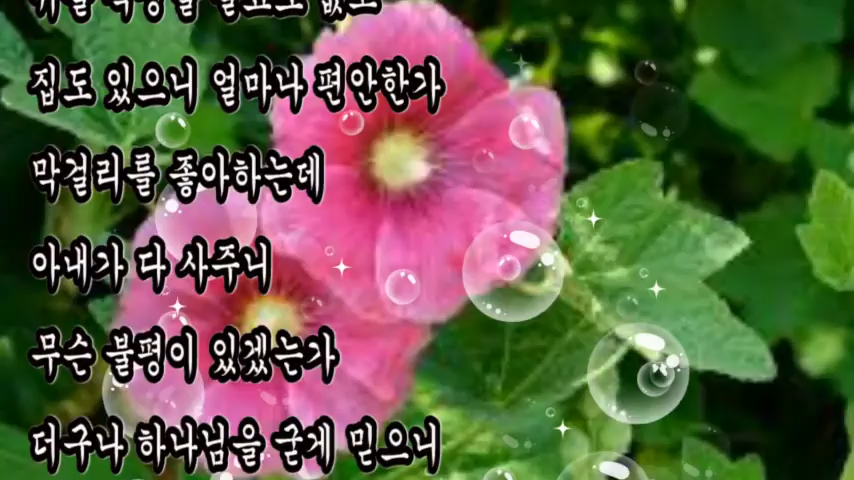 집도 있으니 얼마나 편안한가
막걸리를 좋아하는데
아내가 다 사주니
무슨 불평이 있겠는가
더구나 하나님을 굳게 믿으니